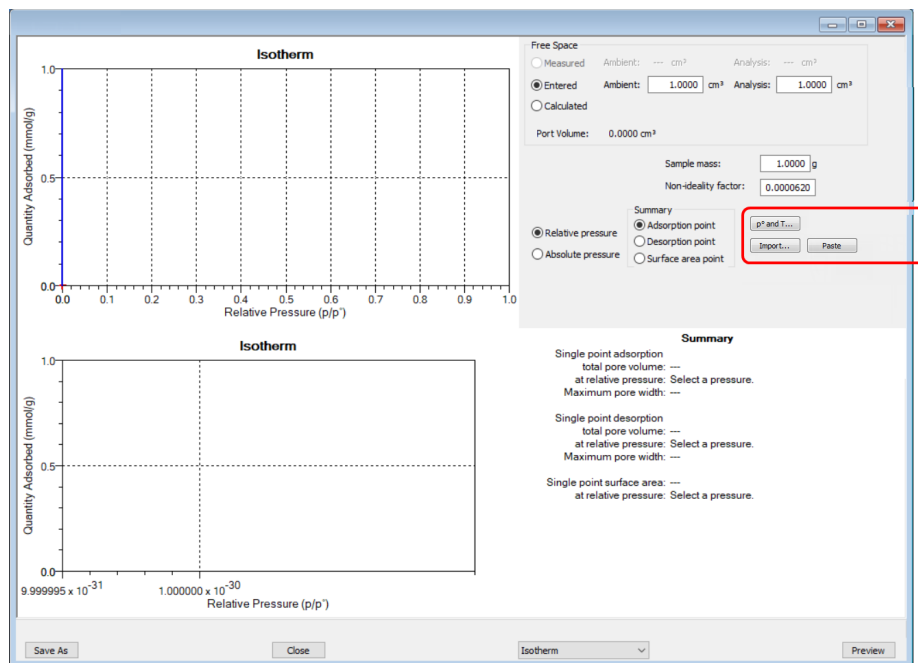 Isotherm
1.0
0.5
0.0
Quantity Adsorbed (mmol/g)
0.0 0.1 0.2 0.3 0.4 0.5 0.6 0.7 0.8 0.9 1.0
Relative Pressure (p/p°)
Free Space
Measured Ambient: --- cm³ Analysis: --- cm³
Entered Ambient: 1.0000 cm³ Analysis: 1.0000 cm³
Calculated
Port Volume: 0.0000 cm³
Sample mass: 1.0000 g
Non-ideality factor: 0.0000620
Relative pressure
Absolute pressure
Summary
Adsorption point
Desorption point
Surface area point
p° and T...
Import... Paste
Isotherm
1.0
0.5
0.0
Quantity Adsorbed (mmol/g)
9.999995 x 10⁻³¹ 1.000000 x 10⁻³⁰
Relative Pressure (p/p°)
Summary
Single point adsorption
total pore volume: ---
at relative pressure: Select a pressure.
Maximum pore width: ---
Single point desorption
total pore volume: ---
at relative pressure: Select a pressure.
Maximum pore width: ---
Single point surface area: ---
at relative pressure: Select a pressure.
Save As Close Isotherm Preview